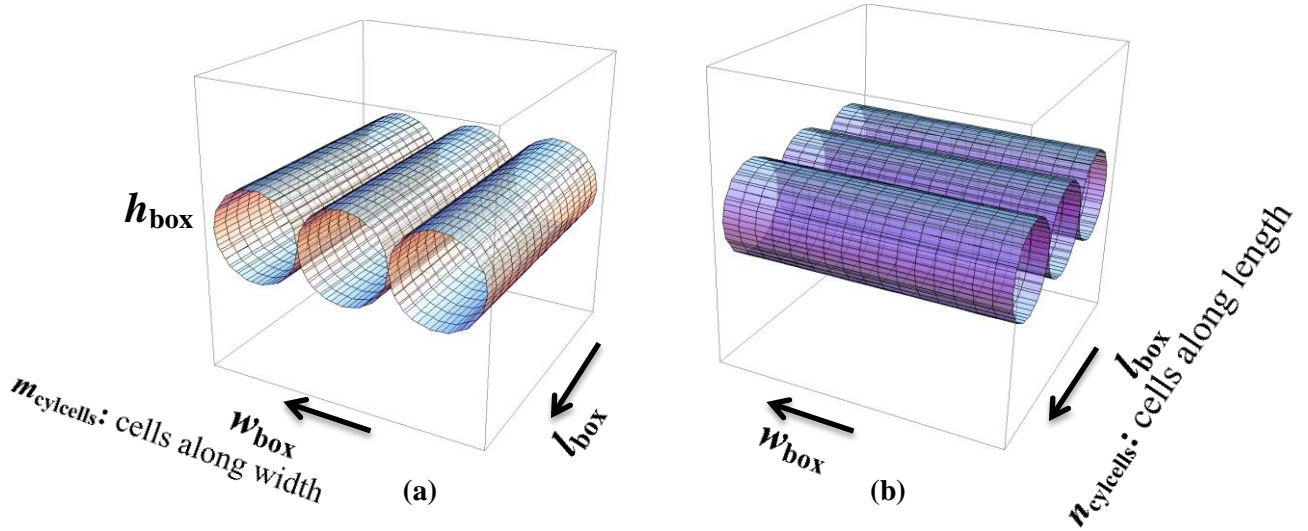 h_box
m_cylcells: cells along width
w_box
l_box
(a)
w_box
l_box
n_cylcells: cells along length
(b)